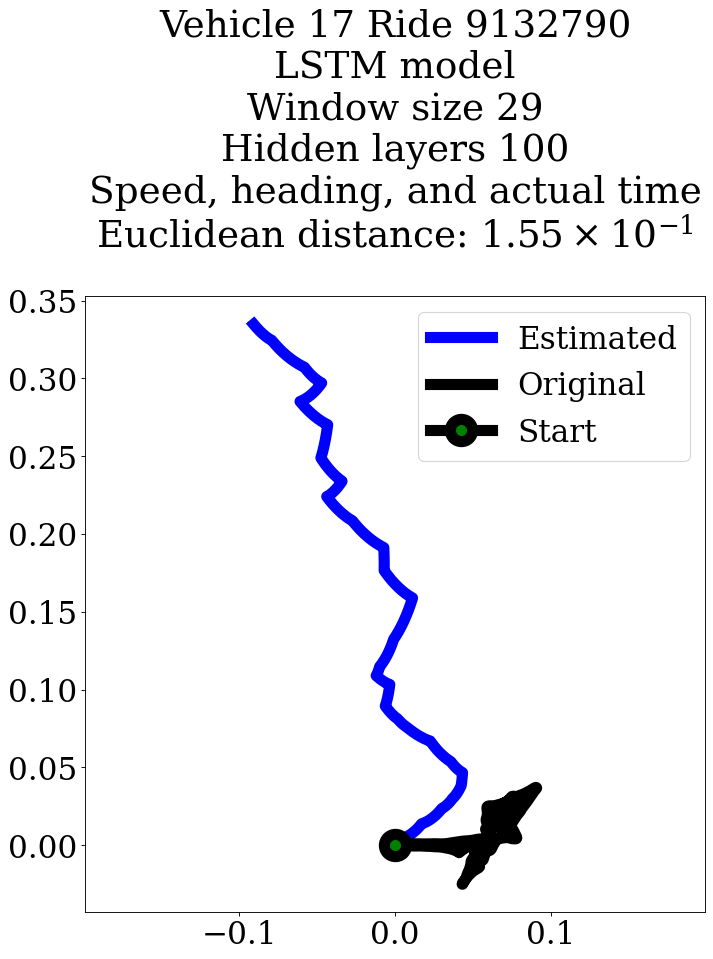 Vehicle 17 Ride 9132790
LSTM model
Window size 29
Hidden layers 100
Speed, heading, and actual time
Euclidean distance: 1.55 × 10⁻¹
0.35
0.30
0.25
0.20
0.15
0.10
0.05
0.00
Estimated
Original
Start
−0.1 0.0 0.1